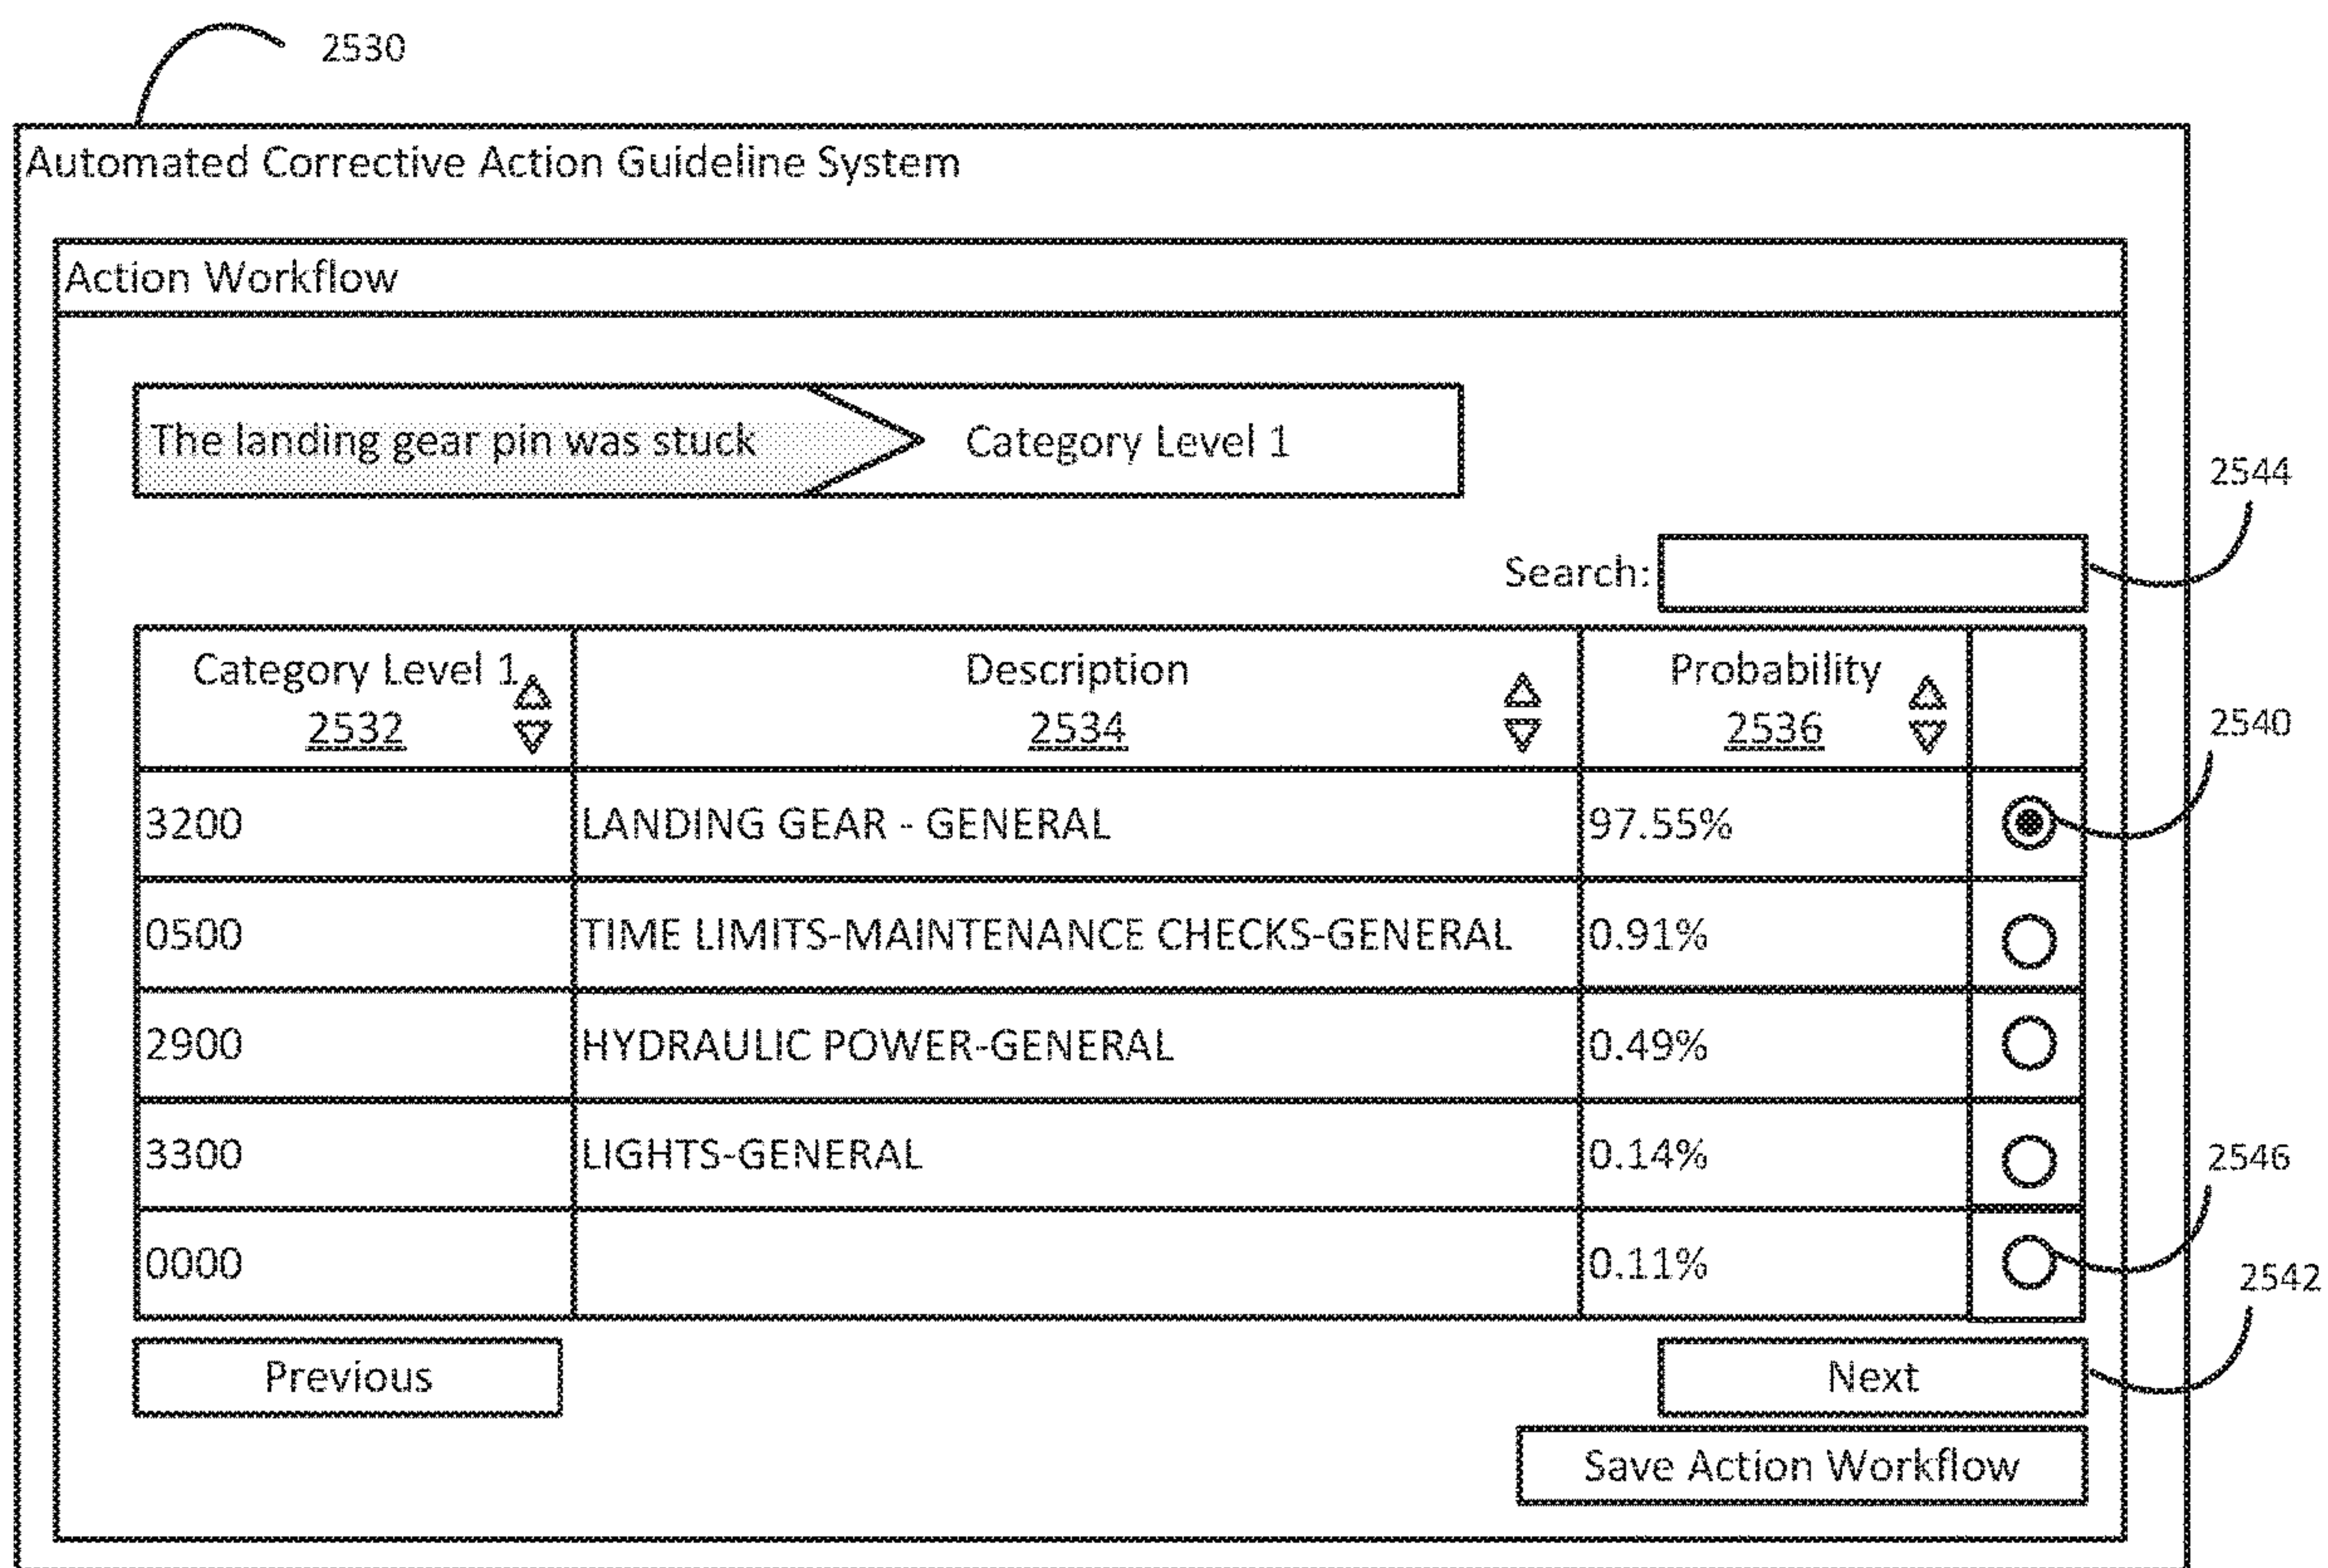 2530
Automated Corrective Action Guideline System
Action Workflow
The landing gear pin was stuck Category Level 1
2544
Search:
Category Level 1 Description Probability
2532 2534 2536
2540
3200 LANDING GEAR - GENERAL 97.55%
0500 TIME LIMITS-MAINTENANCE CHECKS-GENERAL 0.91%
2900 HYDRAULIC POWER-GENERAL 0.49%
3300 LIGHTS-GENERAL 0.14%
2546
0000 0.11%
2542
Previous Next
Save Action Workflow